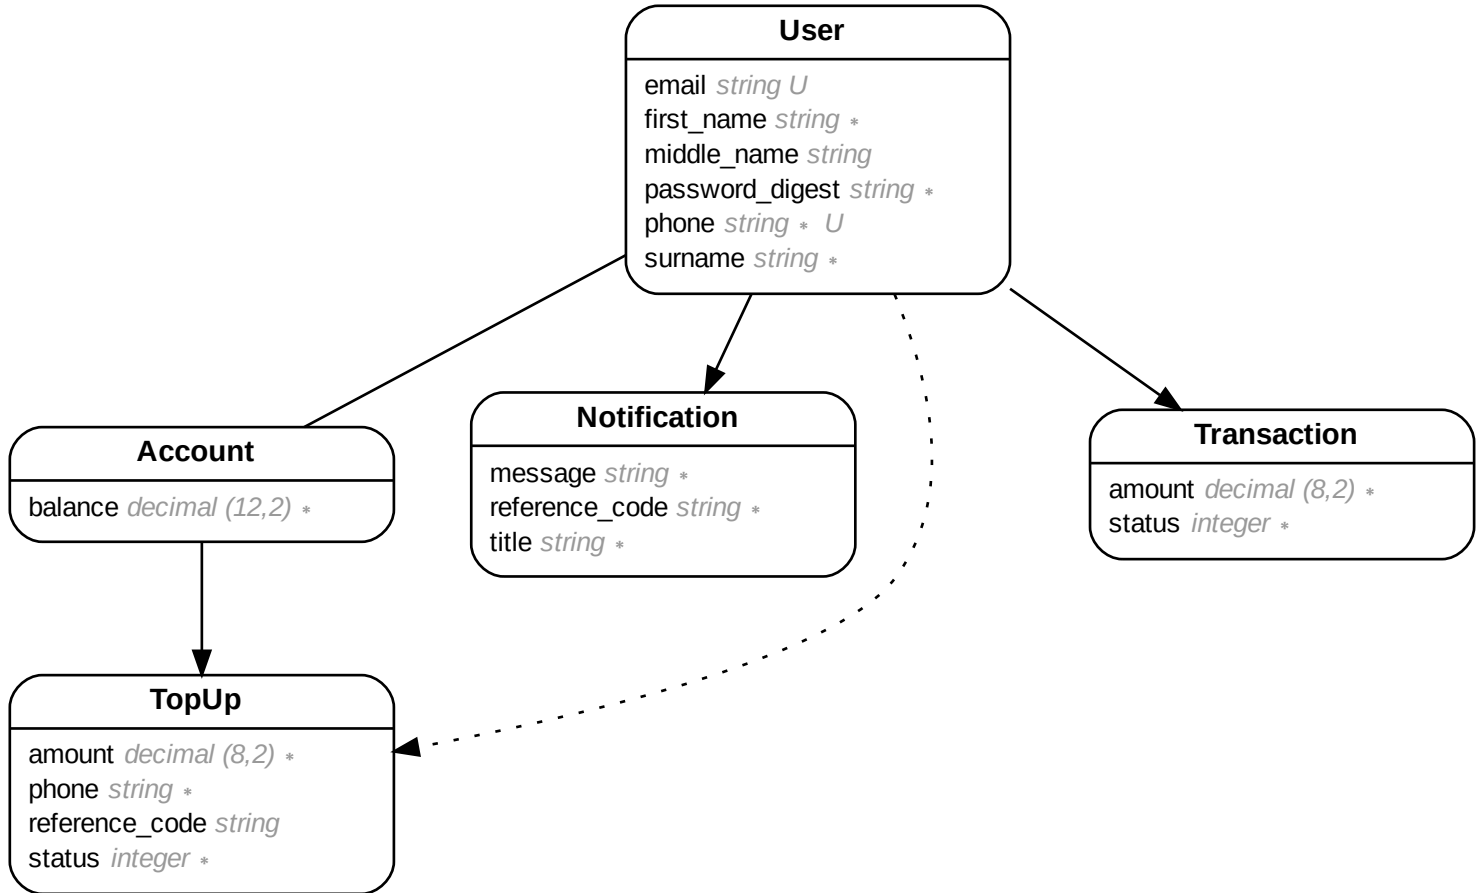 User
email string U
first_name string *
middle_name string
password_digest string *
phone string * U
surname string *
Account
balance decimal (12,2) *
Notification
message string *
reference_code string *
title string *
Transaction
amount decimal (8,2) *
status integer *
TopUp
amount decimal (8,2) *
phone string *
reference_code string
status integer *